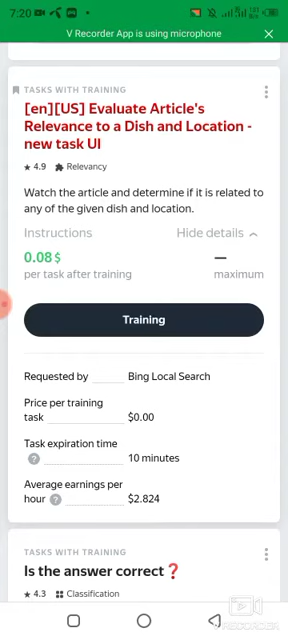 7:20
V Recorder App is using microphone
TASKS WITH TRAINING
[en][US] Evaluate Article's
Relevance to a Dish and Location -
new task UI
4.9 Relevancy
Watch the article and determine if it is related to
any of the given dish and location.
Instructions Hide details
0.08$ —
per task after training maximum
Training
Requested by Bing Local Search
Price per training
task $0.00
Task expiration time
? 10 minutes
Average earnings per
hour ? $2.824
TASKS WITH TRAINING
Is the answer correct❓
4.3 Classification
V RECORDER